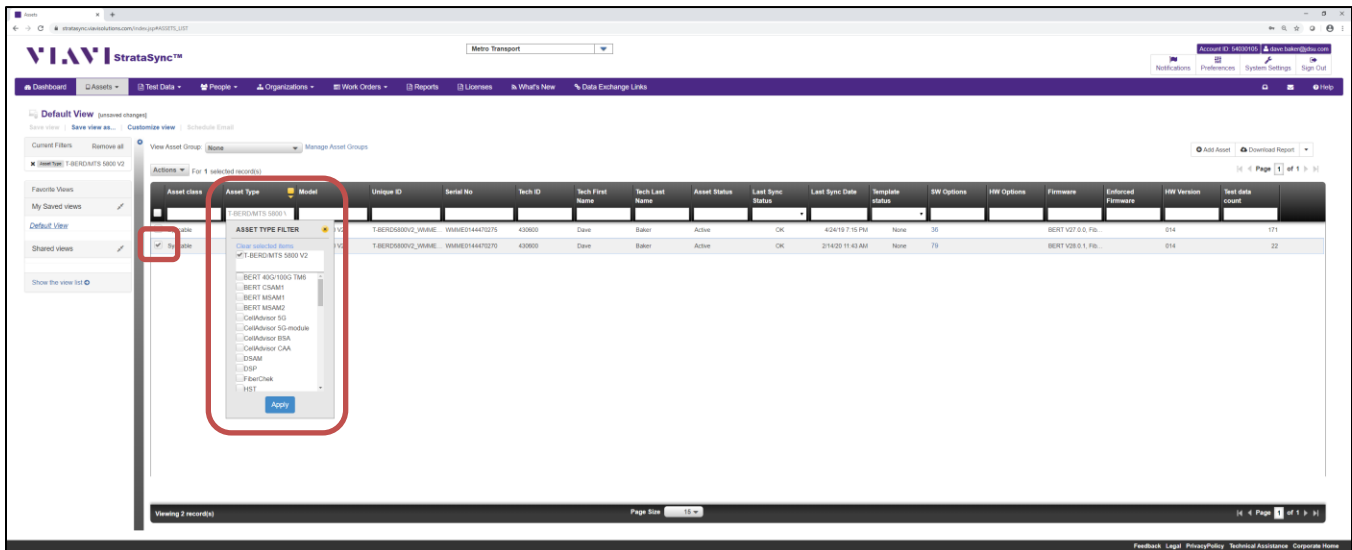 Assets
stratasync.viavisolutions.com/index.jsp#ASSETS_LIST
VIAVI StrataSync™
Metro Transport
Account ID: 54030105 dave.baker@jdsu.com
Notifications Preferences System Settings Sign Out
Dashboard Assets Test Data People Organizations Work Orders Reports Licenses What's New Data Exchange Links Help
Default View [unsaved changes]
Save view | Save view as... | Customize view | Schedule Email
Current Filters Remove all
View Asset Group: None Manage Asset Groups
Add Asset Download Report
Asset Type T-BERD/MTS 5800 V2
Actions For 1 selected record(s)
Page 1 of 1
Favorite Views
My Saved views
Default View
Shared views
Show the view list
Asset class Asset Type Model Unique ID Serial No Tech ID Tech First Name Tech Last Name Asset Status Last Sync Status Last Sync Date Template status SW Options HW Options Firmware Enforced Firmware HW Version Test data count
T-BERD/MTS 5800 V
V2 T-BERD5800V2_WMME... WMME0144470275 430600 Dave Baker Active OK 4/24/19 7:15 PM None 36 BERT V27.0.0, Fib... 014 171
V2 T-BERD5800V2_WMME... WMME0144470270 430600 Dave Baker Active OK 2/14/20 11:43 AM None 79 BERT V28.0.1, Fib... 014 22
ASSET TYPE FILTER
Clear selected items
T-BERD/MTS 5800 V2
BERT 40G/100G TM6
BERT CSAM1
BERT MSAM1
BERT MSAM2
CellAdvisor 5G
CellAdvisor 5G-module
CellAdvisor BSA
CellAdvisor CAA
DSAM
DSP
FiberChek
HST
Apply
Viewing 2 record(s) Page Size 15 Page 1 of 1
Feedback Legal PrivacyPolicy Technical Assistance Corporate Home